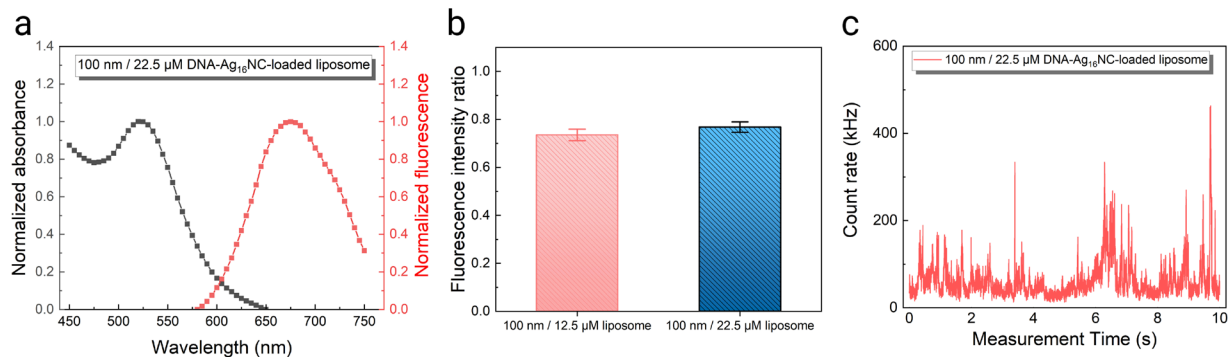 a
100 nm / 22.5 µM DNA-Ag₁₆NC-loaded liposome
Normalized absorbance
1.4
1.2
1.0
0.8
0.6
0.4
0.2
0.0
Normalized fluorescence
1.4
1.2
1.0
0.8
0.6
0.4
0.2
0.0
450 500 550 600 650 700 750
Wavelength (nm)
b
Fluorescence intensity ratio
1.0
0.8
0.6
0.4
0.2
0.0
100 nm / 12.5 µM liposome
100 nm / 22.5 µM liposome
c
100 nm / 22.5 µM DNA-Ag₁₆NC-loaded liposome
Count rate (kHz)
600
400
200
0
0 2 4 6 8 10
Measurement Time (s)